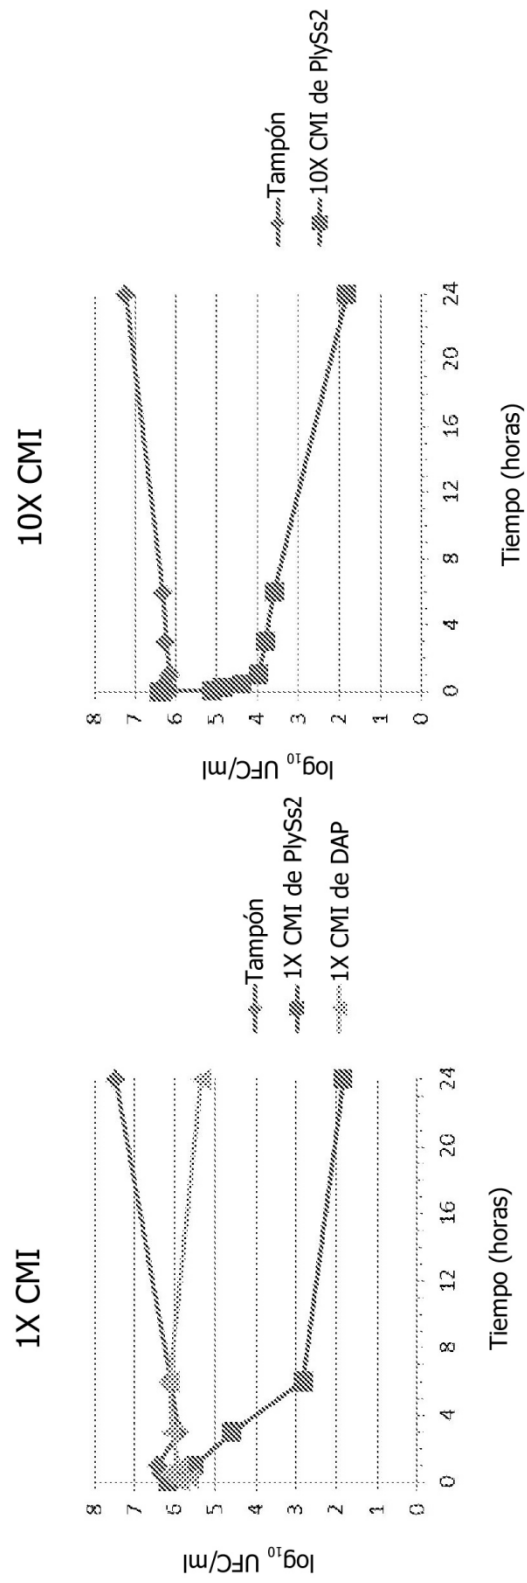 1X CMI
log₁₀ UFC/ml
8
7
6
5
4
3
2
1
0
0
4
8
12
16
20
24
Tiempo (horas)
Tampón
1X CMI de PlySs2
1X CMI de DAP
10X CMI
log₁₀ UFC/ml
8
7
6
5
4
3
2
1
0
0
4
8
12
16
20
24
Tiempo (horas)
Tampón
10X CMI de PlySs2